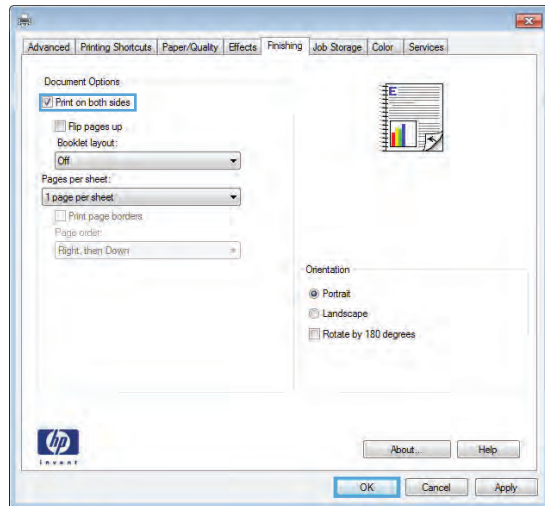 Advanced Printing Shortcuts Paper/Quality Effects Finishing Job Storage Color Services
Document Options
Print on both sides
Flip pages up
Booklet layout:
Off
Pages per sheet:
1 page per sheet
Print page borders
Page order:
Right, then Down
E
Orientation
Portrait
Landscape
Rotate by 180 degrees
hp
invent
About... Help
OK Cancel Apply